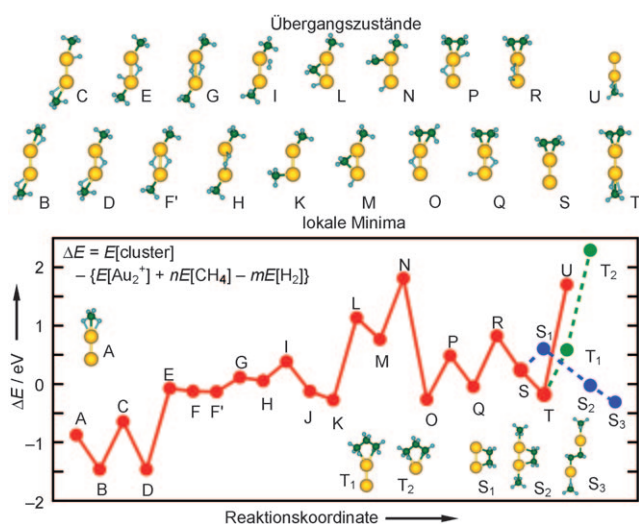 Übergangszustände
C E G I L N P R U
B D F' H K M O Q S T
lokale Minima
ΔE = E[cluster]
– {E[Au₂⁺] + nE[CH₄] – mE[H₂]}
ΔE / eV
2
1
0
–1
–2
A
A
B
C
D
E
F
F'
G
H
I
J
K
L
M
N
O
P
Q
R
S
T
U
S₁
S₂
S₃
T₁
T₂
T₁ T₂ S₁ S₂ S₃
Reaktionskoordinate